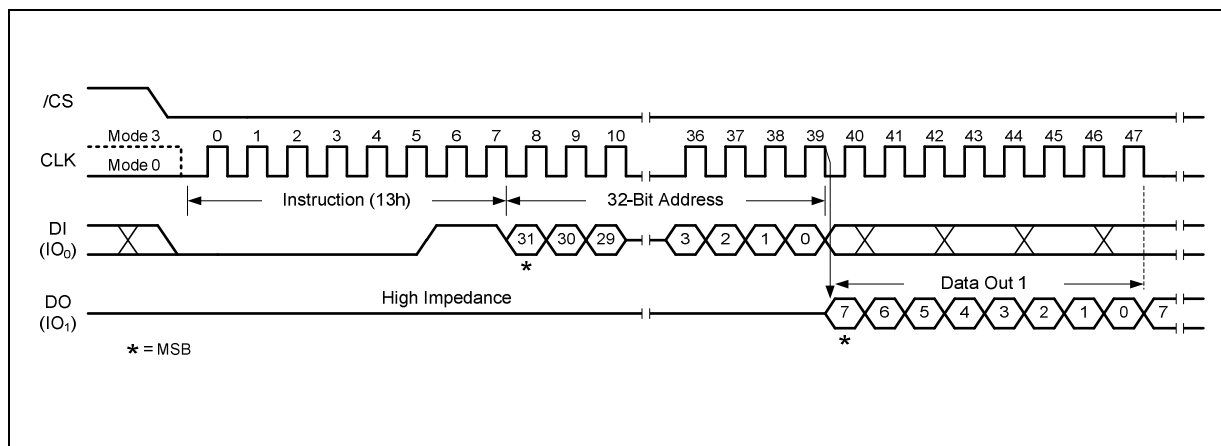 /CS
Mode 3
0 1 2 3 4 5 6 7 8 9 10 36 37 38 39 40 41 42 43 44 45 46 47
CLK
Mode 0
Instruction (13h)
32-Bit Address
DI
(IO₀)
31 30 29 3 2 1 0
*
Data Out 1
High Impedance
DO
(IO₁)
7 6 5 4 3 2 1 0 7
*
* = MSB